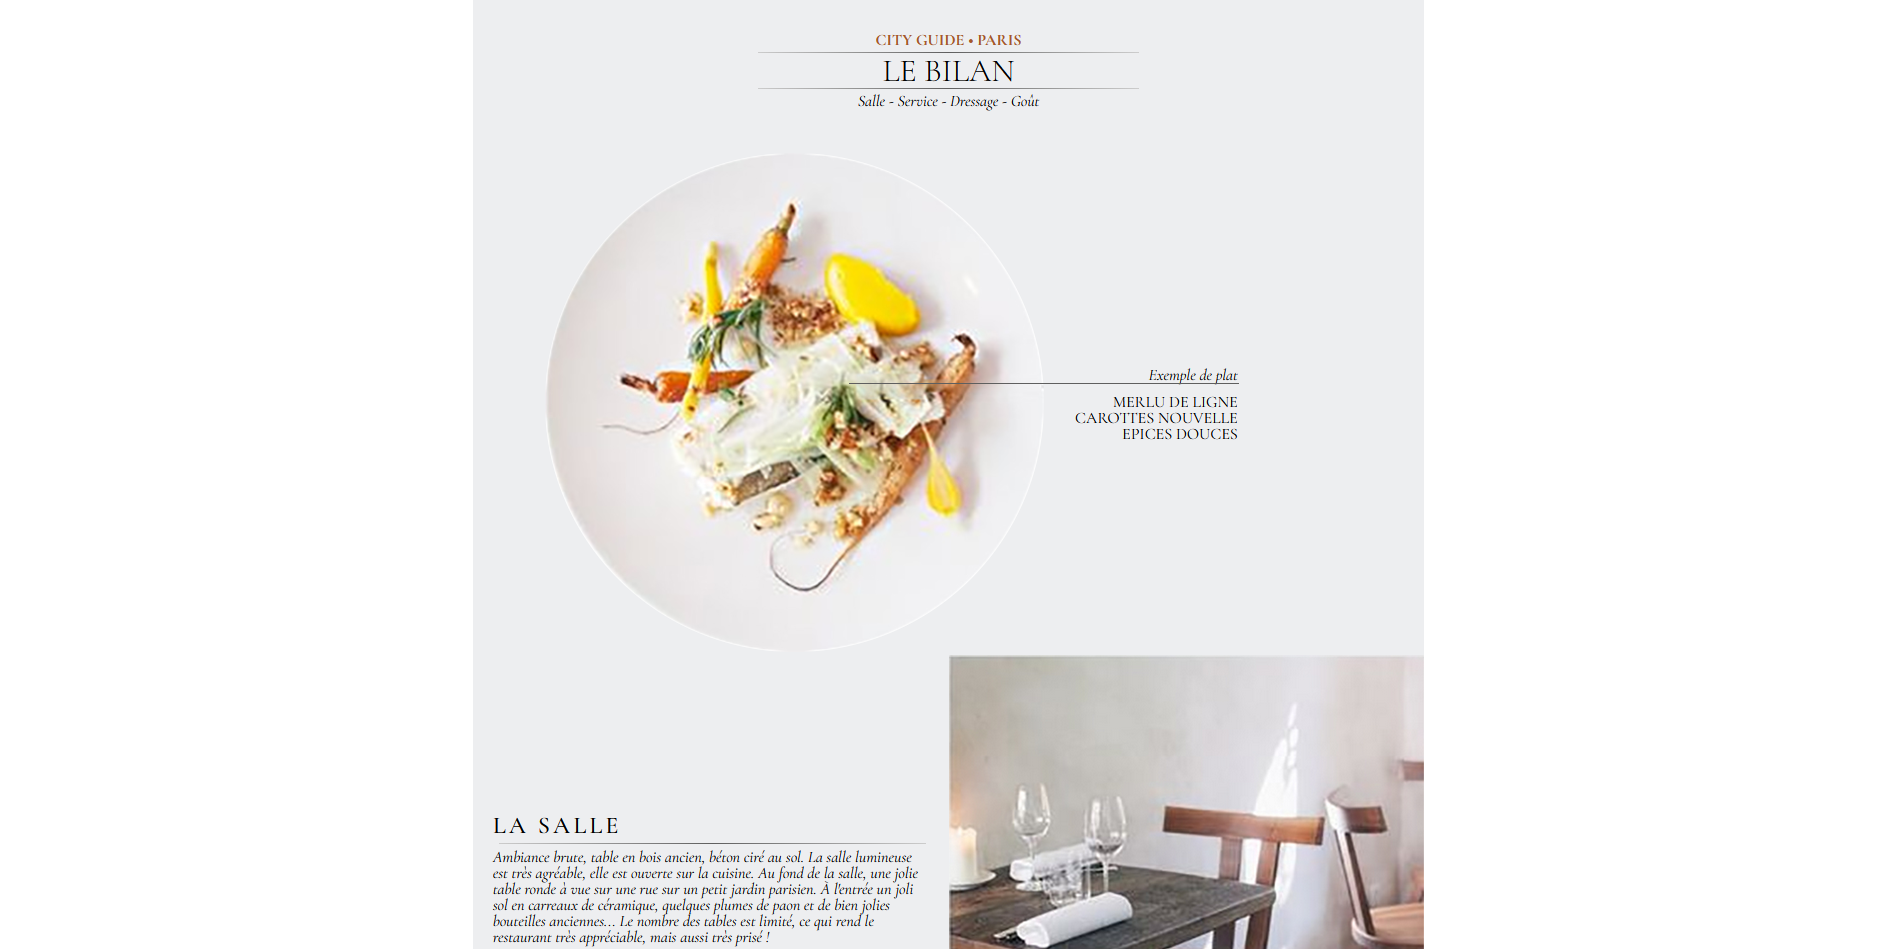 CITY GUIDE • PARIS
LE BILAN
Salle - Service - Dressage - Goût
Exemple de plat
MERLU DE LIGNE
CAROTTES NOUVELLE
EPICES DOUCES
LA SALLE
Ambiance brute, table en bois ancien, béton ciré au sol. La salle lumineuse
est très agréable, elle est ouverte sur la cuisine. Au fond de la salle, une jolie
table ronde à vue sur une rue sur un petit jardin parisien. À l'entrée un joli
sol en carreaux de céramique, quelques plumes de paon et de bien jolies
bouteilles anciennes... Le nombre des tables est limité, ce qui rend le
restaurant très appréciable, mais aussi très prisé !